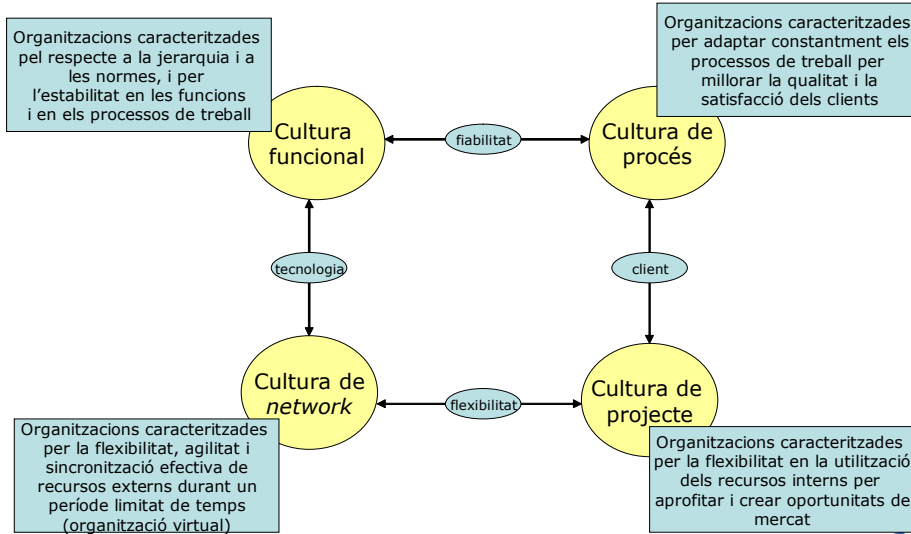 Organitzacions caracteritzades
pel respecte a la jerarquia i a
les normes, i per
l'estabilitat en les funcions
i en els processos de treball
Organitzacions caracteritzades
per adaptar constantment els
processos de treball per
millorar la qualitat i la
satisfacció dels clients
Cultura
funcional
fiabilitat
Cultura de
procés
tecnologia
client
Cultura de
network
flexibilitat
Cultura de
projecte
Organitzacions caracteritzades
per la flexibilitat, agilitat i
sincronització efectiva de
recursos externs durant un
període limitat de temps
(organització virtual)
Organitzacions caracteritzades
per la flexibilitat en la utilització
dels recursos interns per
aprofitar i crear oportunitats de
mercat